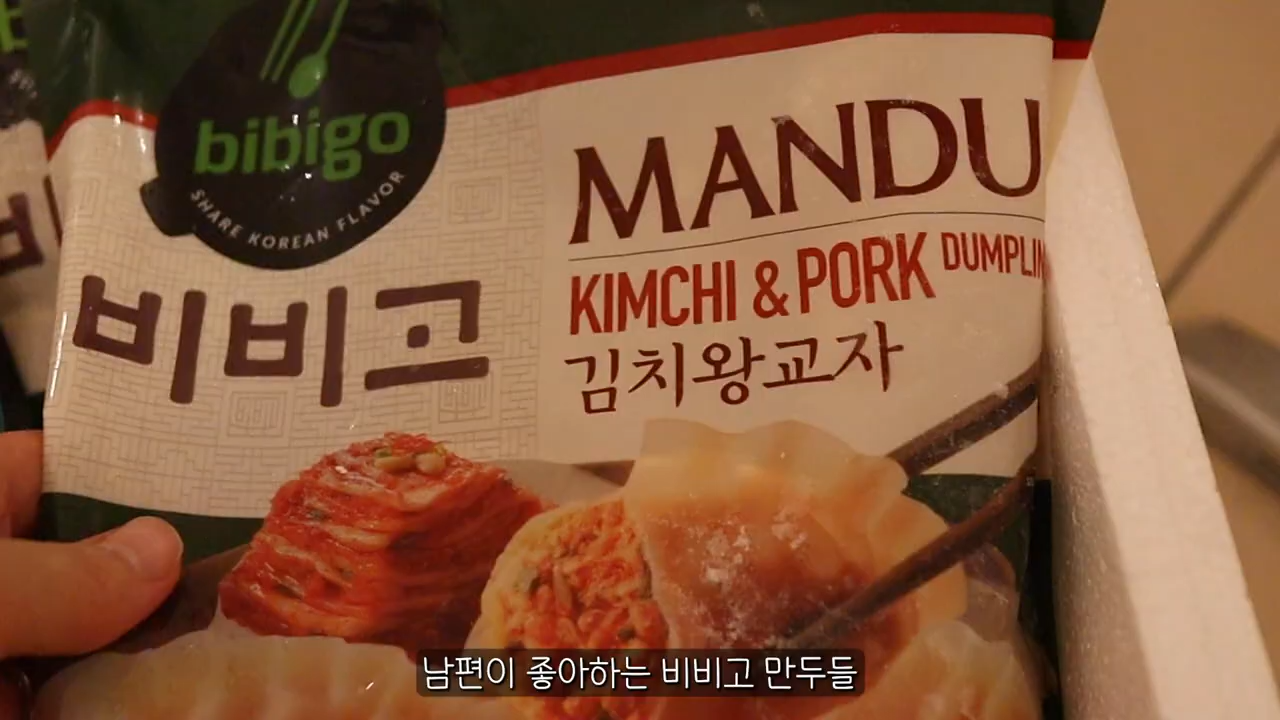 bibigo
SHARE KOREAN FLAVOR
비비고
MANDU
KIMCHI & PORK DUMPLIN
김치왕교자
남편이 좋아하는 비비고 만두들